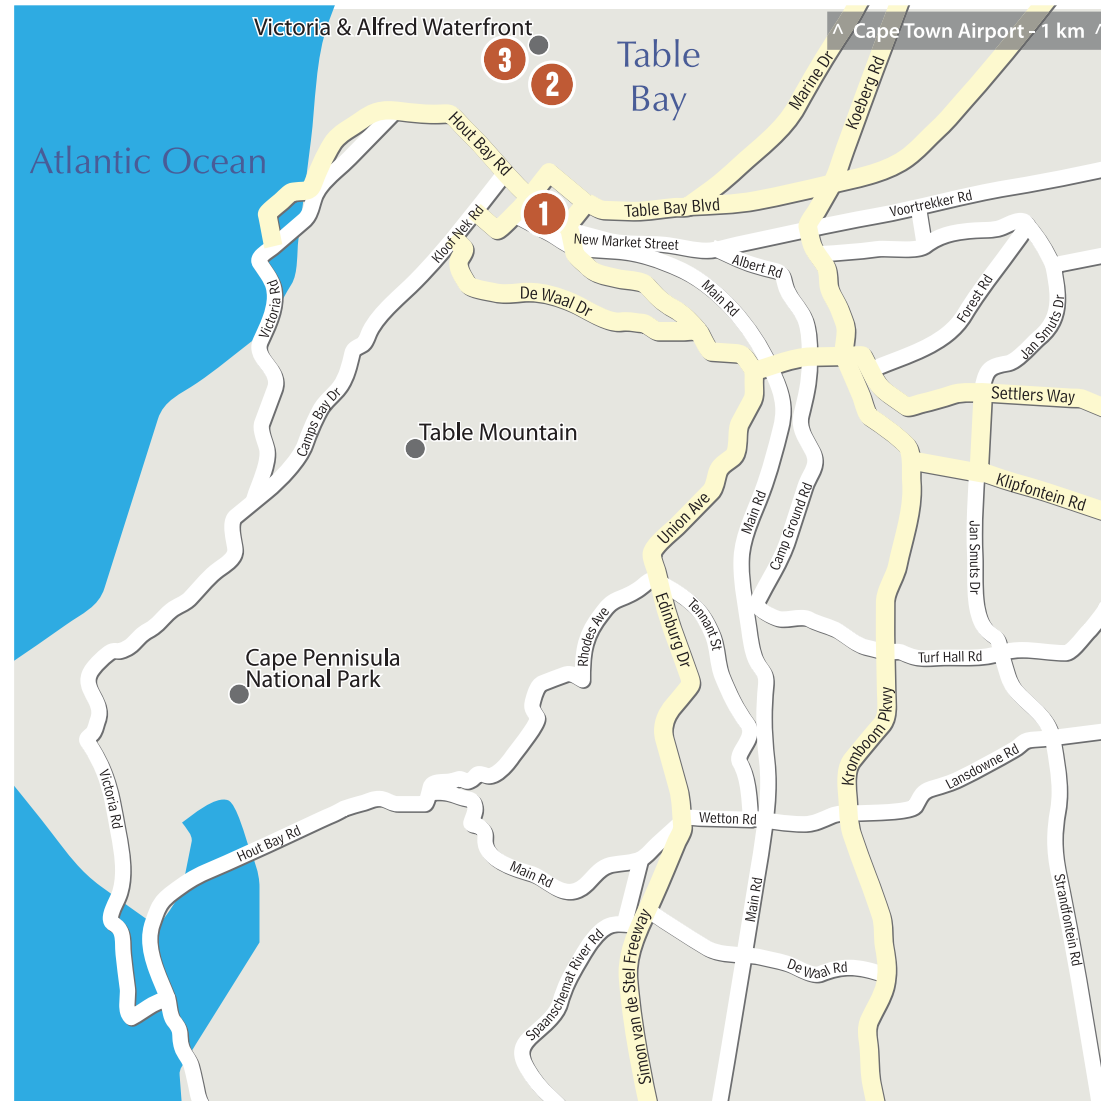 Victoria & Alfred Waterfront
^ Cape Town Airport - 1 km ^
3
2
Table
Bay
Marine Dr
Koeberg Rd
Atlantic Ocean
Hout Bay Rd
1
Table Bay Blvd
Voortrekker Rd
Kloof Nek Rd
New Market Street
Albert Rd
Main Rd
Forest Rd
Jan Smuts Dr
Victoria Rd
De Waal Dr
Settlers Way
Camps Bay Dr
Table Mountain
Klipfontein Rd
Union Ave
Main Rd
Camp Ground Rd
Jan Smuts Dr
Edinburg Dr
Tennant St
Rhodes Ave
Turf Hall Rd
Cape Pennisula
National Park
Kromboom Pkwy
Lansdowne Rd
Victoria Rd
Hout Bay Rd
Wetton Rd
Main Rd
Main Rd
Strandfontein Rd
Spaanschemat River Rd
Simon van de Stel Freeway
De Waal Rd